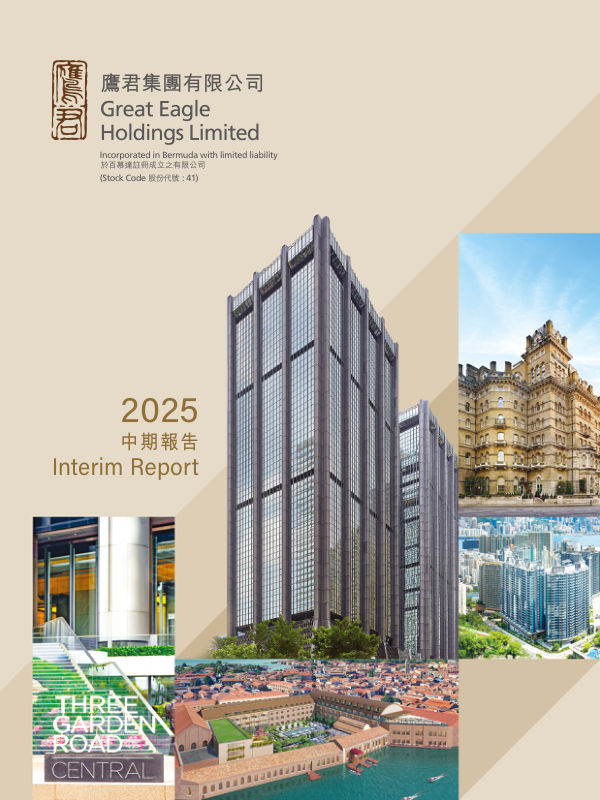 鷹君
鷹君集團有限公司
Great Eagle
Holdings Limited
Incorporated in Bermuda with limited liability
於百慕達註冊成立之有限公司
(Stock Code 股份代號 : 41)
2025
中期報告
Interim Report
THREE
GARDEN
ROAD
CENTRAL